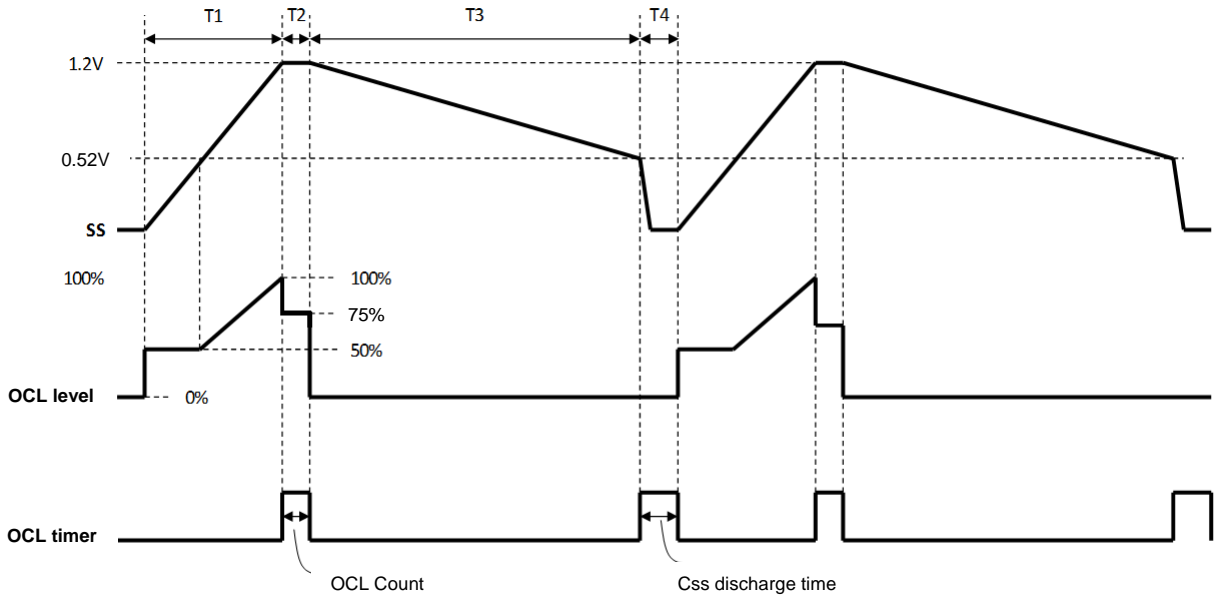 T1 T2 T3 T4
1.2V
0.52V
SS
100% 100%
75%
50%
OCL level 0%
OCL timer
OCL Count Css discharge time